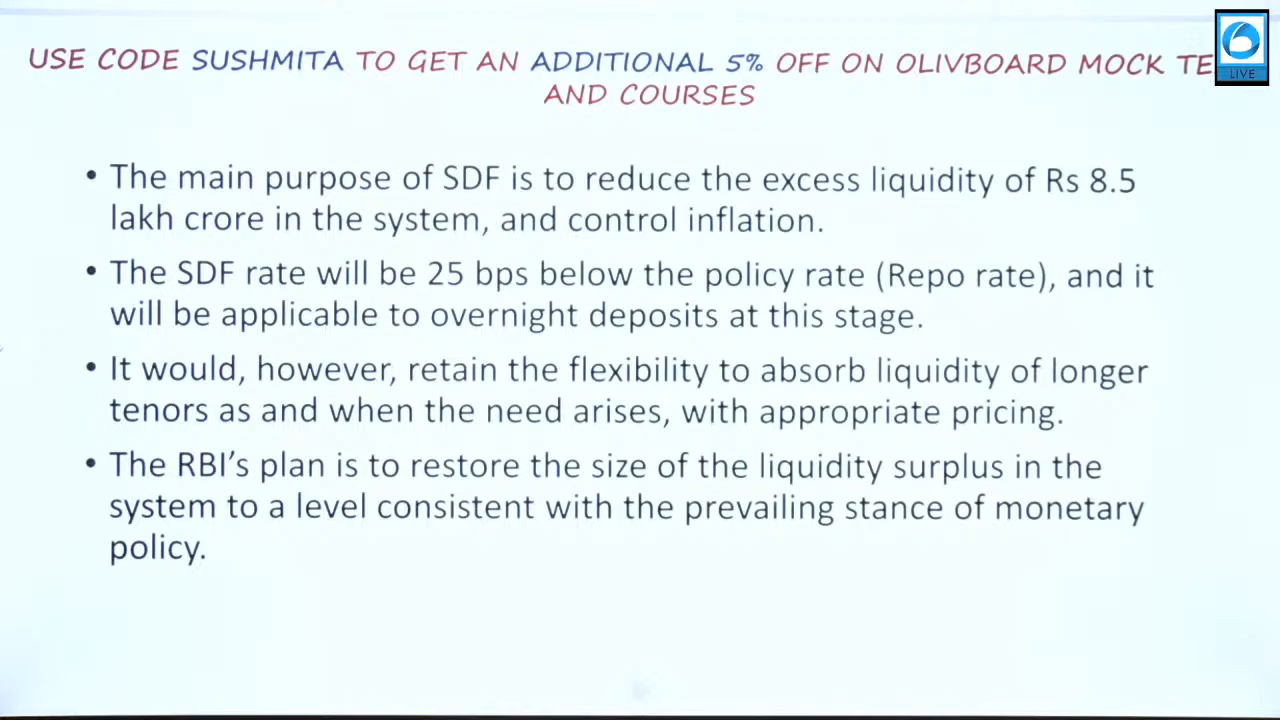 USE CODE SUSHMITA TO GET AN ADDITIONAL 5% OFF ON OLIVBOARD MOCK TE
AND COURSES
LIVE
• The main purpose of SDF is to reduce the excess liquidity of Rs 8.5
lakh crore in the system, and control inflation.
• The SDF rate will be 25 bps below the policy rate (Repo rate), and it
will be applicable to overnight deposits at this stage.
• It would, however, retain the flexibility to absorb liquidity of longer
tenors as and when the need arises, with appropriate pricing.
• The RBI’s plan is to restore the size of the liquidity surplus in the
system to a level consistent with the prevailing stance of monetary
policy.